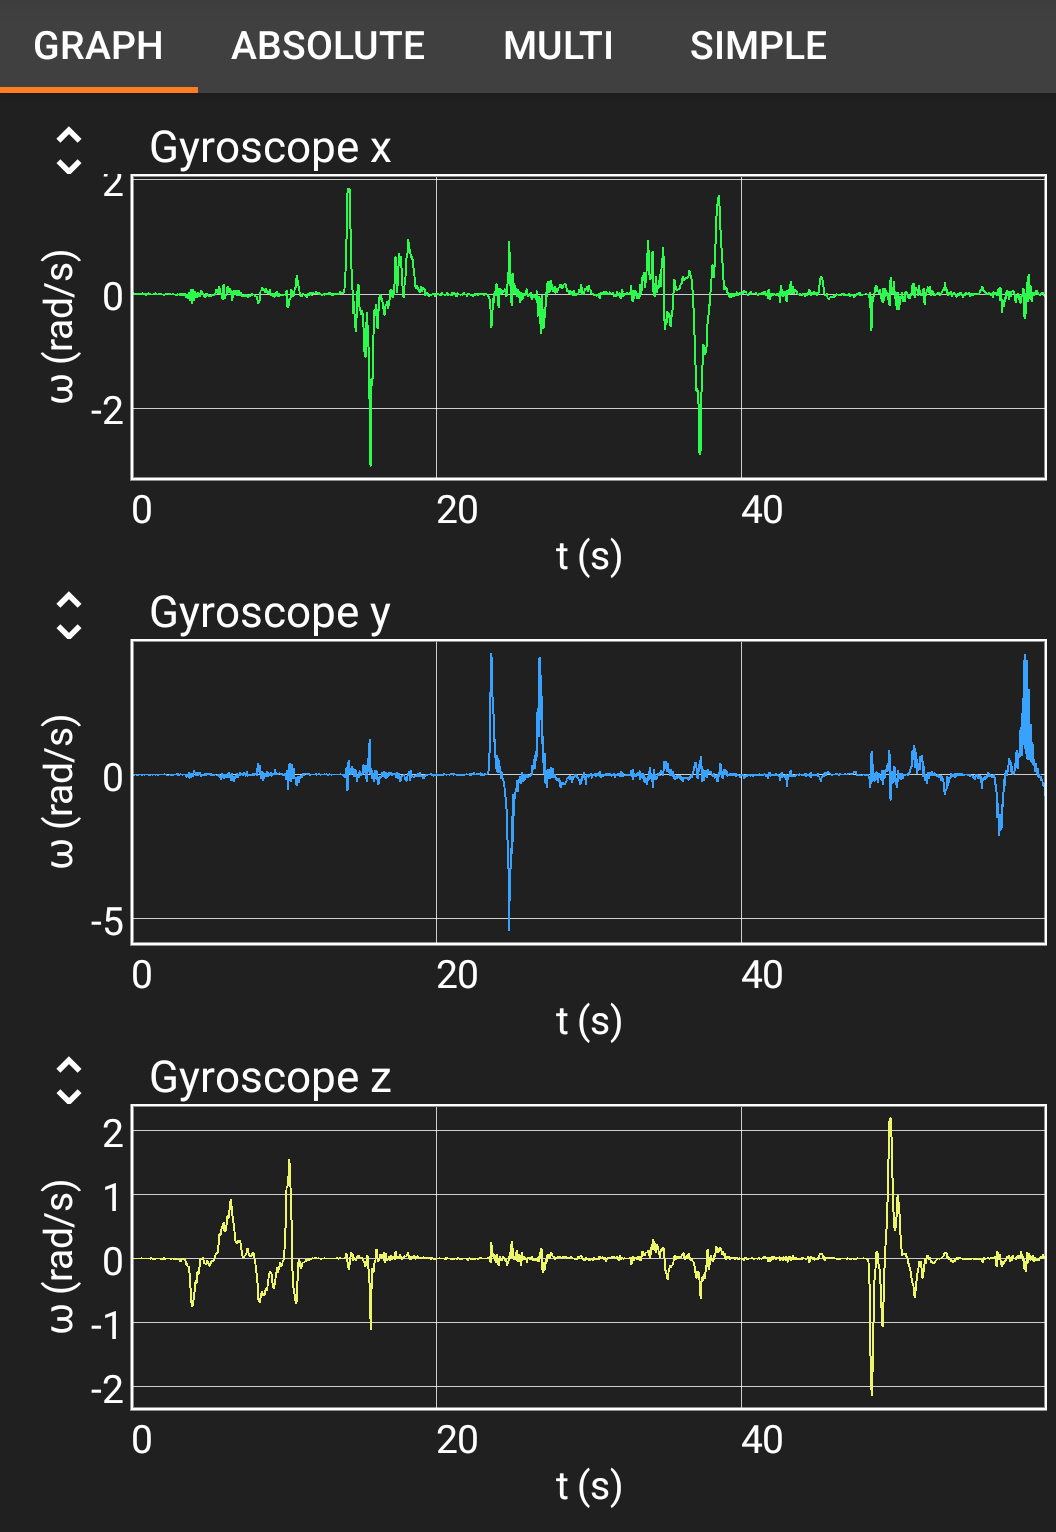 GRAPH ABSOLUTE MULTI SIMPLE
Gyroscope x
2
0
-2
ω (rad/s)
0 20 40
t (s)
Gyroscope y
0
-5
ω (rad/s)
0 20 40
t (s)
Gyroscope z
2
1
0
-1
-2
ω (rad/s)
0 20 40
t (s)